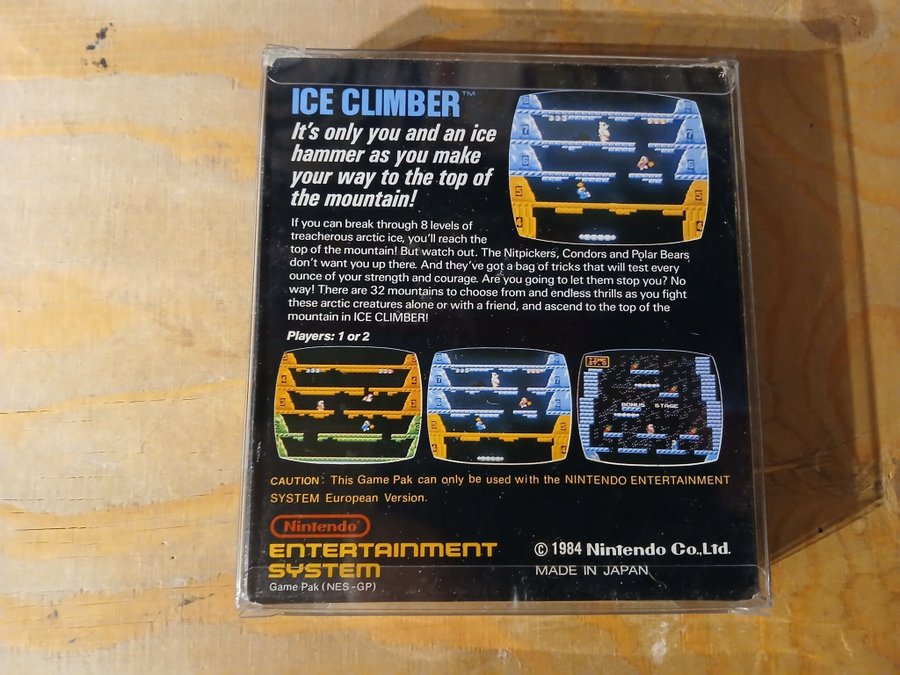 ICE CLIMBER™
It's only you and an ice
hammer as you make
your way to the top of
the mountain!
If you can break through 8 levels of
treacherous arctic ice, you'll reach the
top of the mountain! But watch out. The Nitpickers, Condors and Polar Bears
don't want you up there. And they've got a bag of tricks that will test every
ounce of your strength and courage. Are you going to let them stop you? No
way! There are 32 mountains to choose from and endless thrills as you fight
these arctic creatures alone or with a friend, and ascend to the top of the
mountain in ICE CLIMBER!
Players: 1 or 2
BONUS STAGE
CAUTION: This Game Pak can only be used with the NINTENDO ENTERTAINMENT
SYSTEM European Version.
Nintendo®
ENTERTAINMENT
SYSTEM
Game Pak (NES-GP)
© 1984 Nintendo Co., Ltd.
MADE IN JAPAN